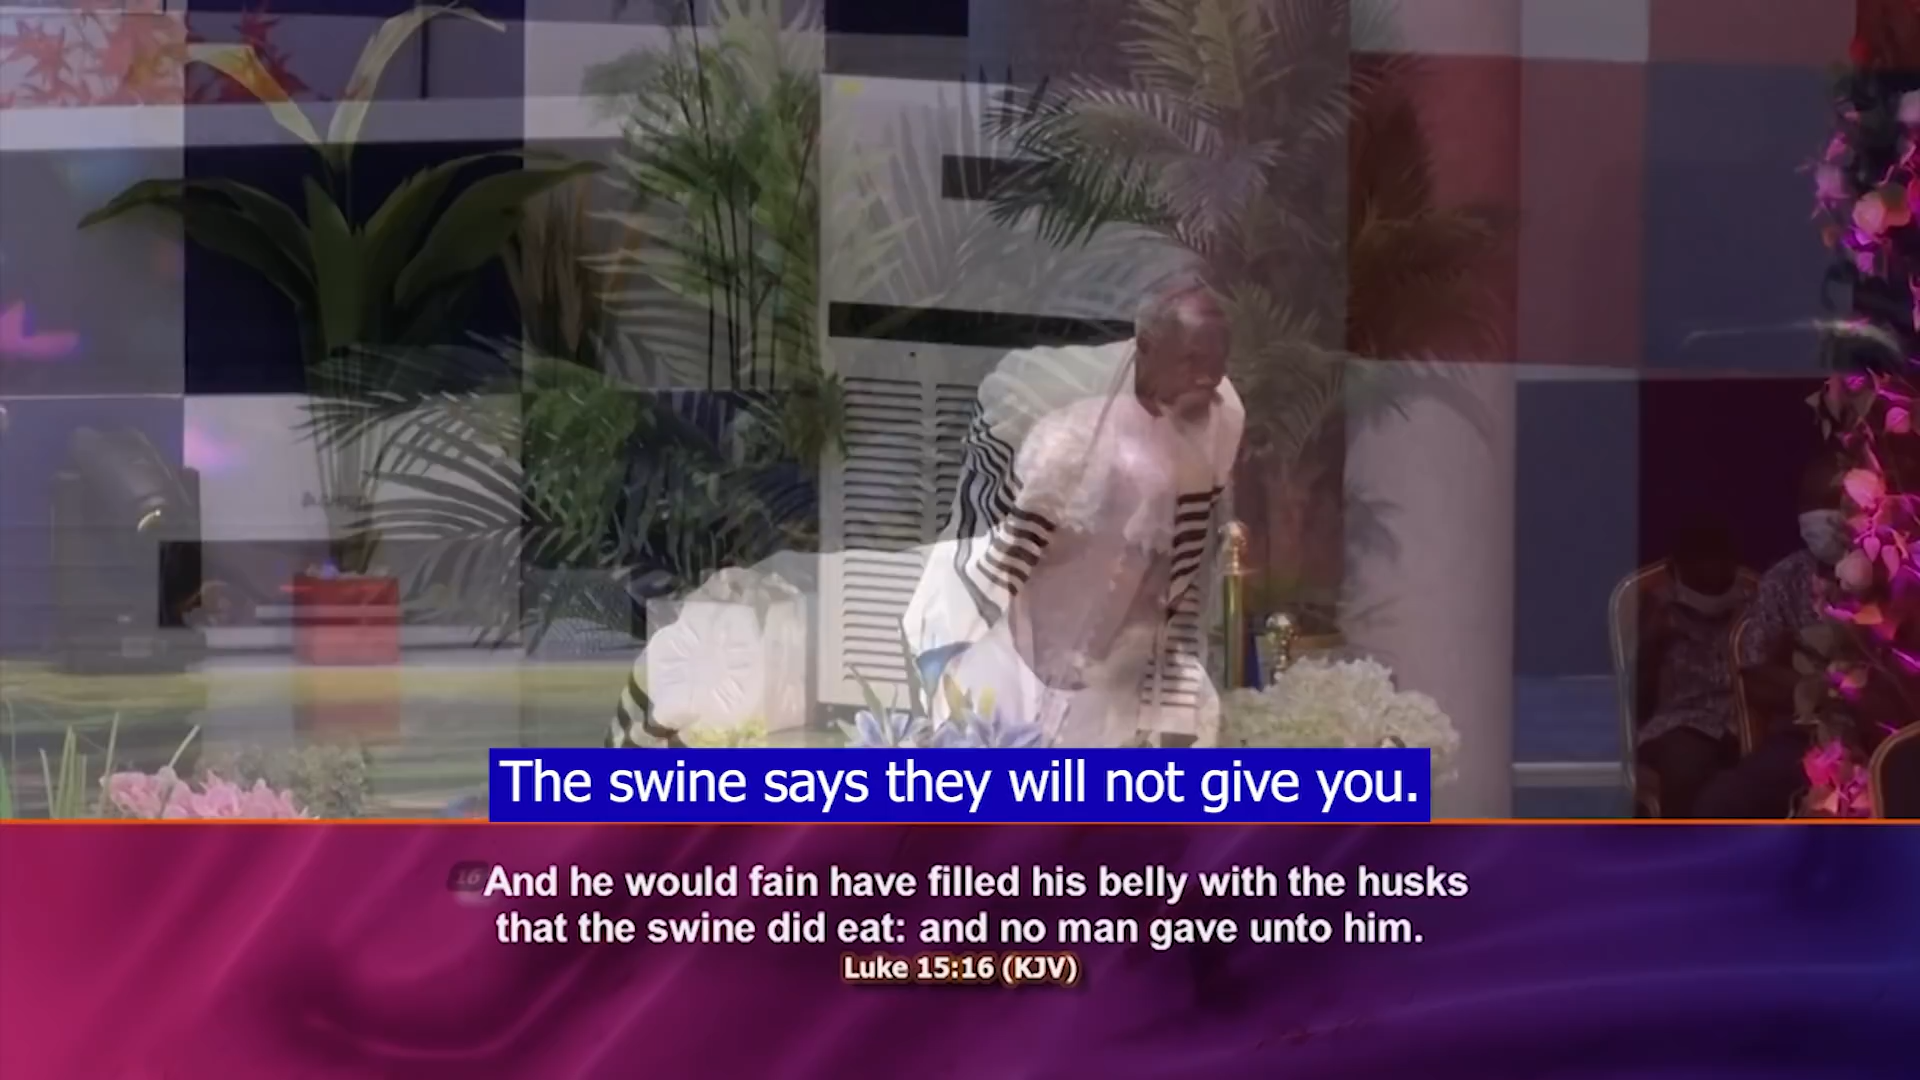 The swine says they will not give you.
16 And he would fain have filled his belly with the husks
that the swine did eat: and no man gave unto him.
Luke 15:16 (KJV)